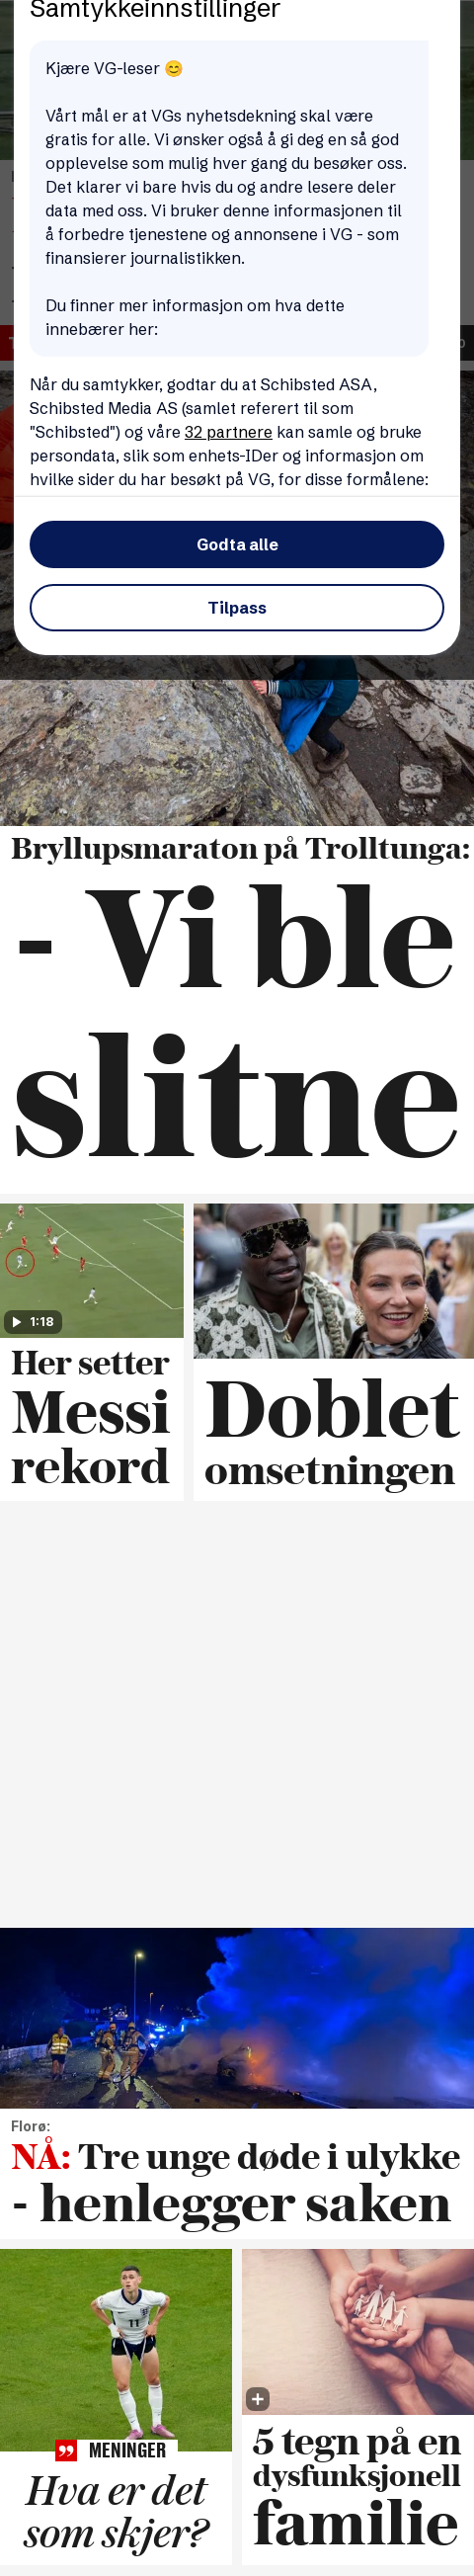 Samtykkeinnstillinger
Kjære VG-leser 😊
Vårt mål er at VGs nyhetsdekning skal være
gratis for alle. Vi ønsker også å gi deg en så god
opplevelse som mulig hver gang du besøker oss.
Det klarer vi bare hvis du og andre lesere deler
data med oss. Vi bruker denne informasjonen til
å forbedre tjenestene og annonsene i VG - som
finansierer journalistikken.
Du finner mer informasjon om hva dette
innebærer her:
Når du samtykker, godtar du at Schibsted ASA,
Schibsted Media AS (samlet referert til som
"Schibsted") og våre 32 partnere kan samle og bruke
persondata, slik som enhets-IDer og informasjon om
hvilke sider du har besøkt på VG, for disse formålene:
Godta alle
Tilpass
Bryllupsmaraton på Trolltunga:
- Vi ble
slitne
1:18
Her setter
Messi
rekord
Doblet
omsetningen
Florø:
NÅ: Tre unge døde i ulykke
- henlegger saken
11
MENINGER
Hva er det
som skjer?
5 tegn på en
dysfunksjonell
familie